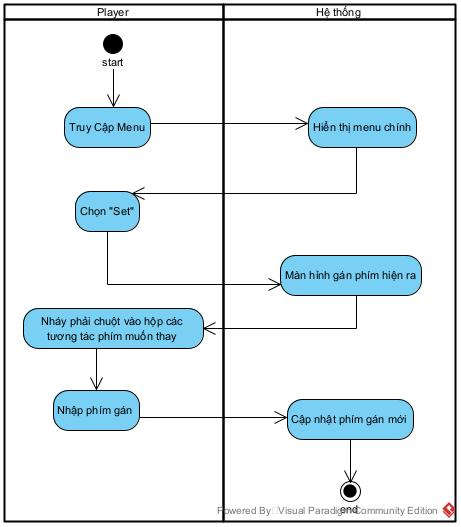 Player
Hệ thống
start
Truy Cập Menu
Hiển thị menu chính
Chọn "Set"
Màn hình gán phím hiện ra
Nháy phải chuột vào hộp các
tương tác phím muốn thay
Nhập phím gán
Cập nhật phím gán mới
end
Powered By Visual Paradigm Community Edition